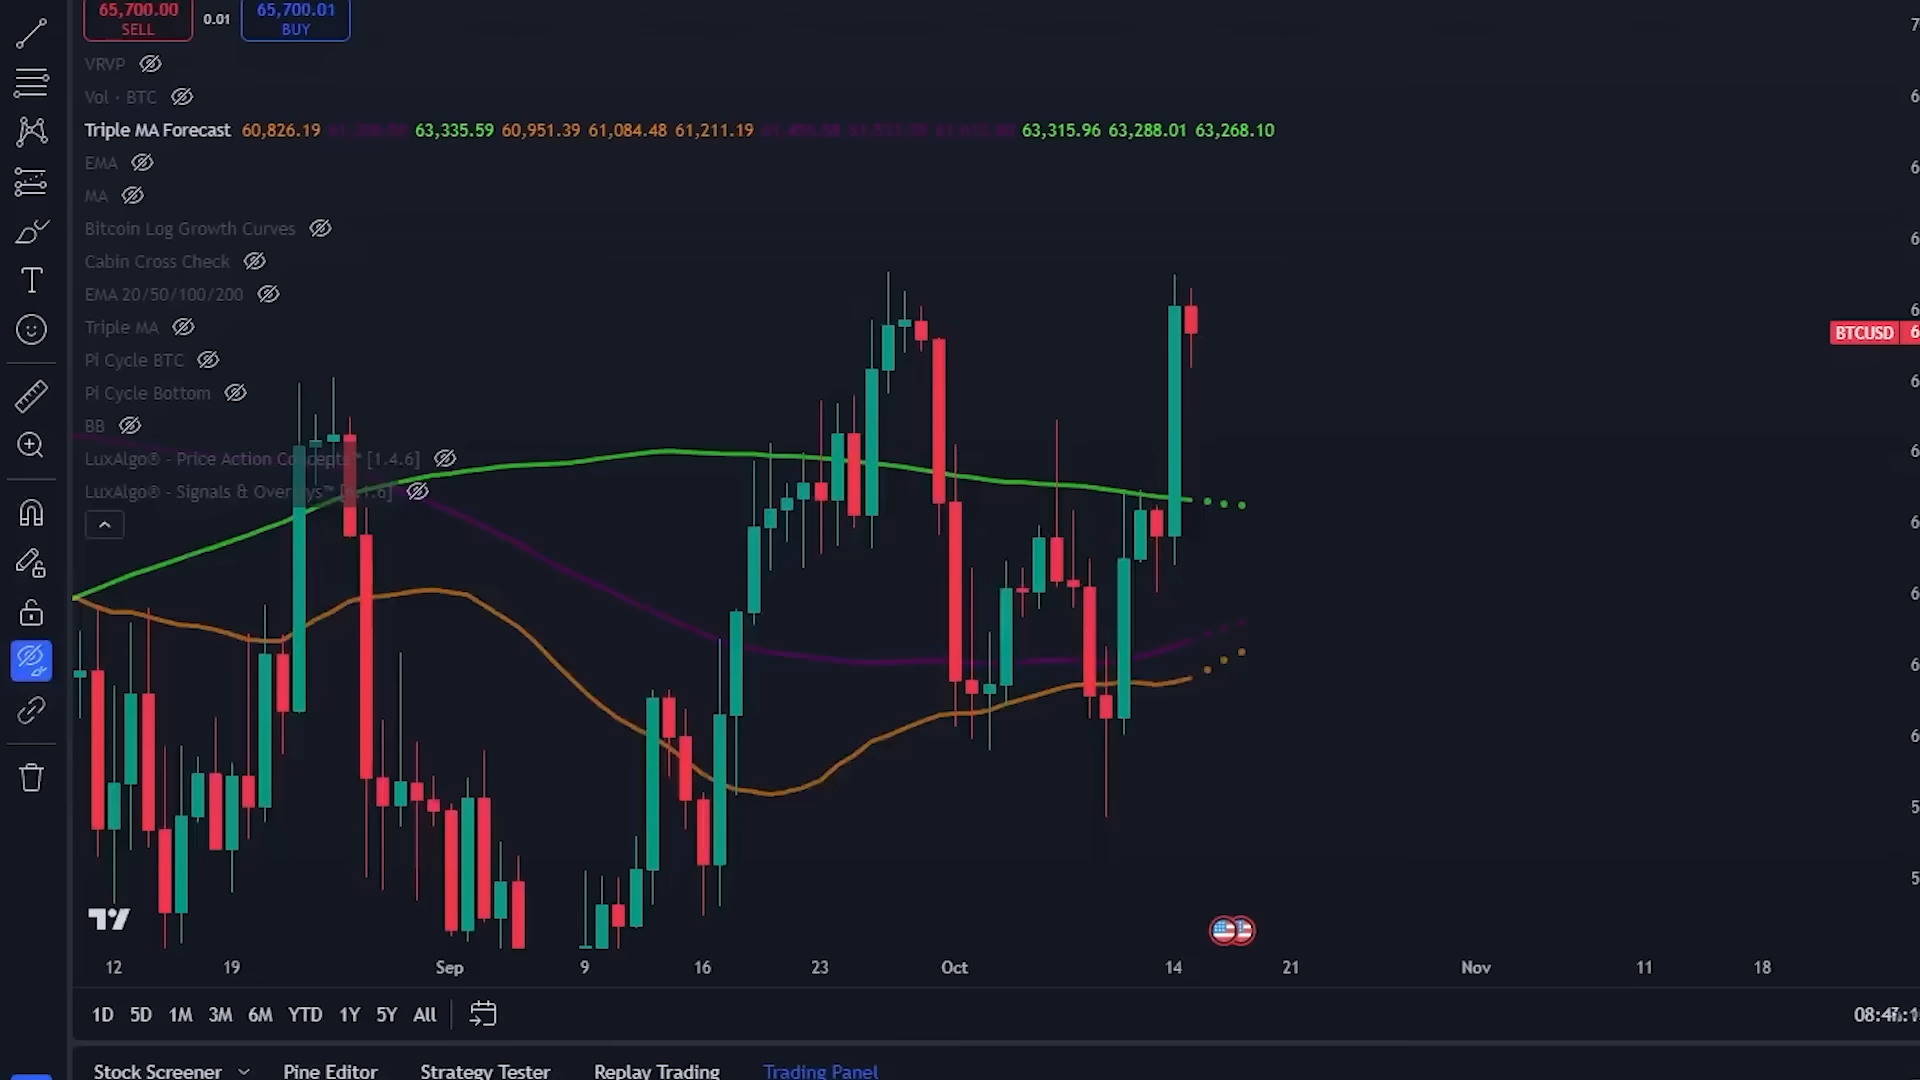 65,700.00 0.01 65,700.01
SELL BUY
VRVP
Vol · BTC
Triple MA Forecast 60,826.19 63,335.59 60,951.39 61,084.48 61,211.19 63,315.96 63,288.01 63,268.10
EMA
MA
Bitcoin Log Growth Curves
Cabin Cross Check
EMA 20/50/100/200
Triple MA
Pi Cycle BTC
Pi Cycle Bottom
BB
BTCUSD
LuxAlgo® - Price Action Concepts™ [1.4.6]
LuxAlgo® - Signals &
12 19 Sep 9 16 23 Oct 14 21 Nov 11 18
1D 5D 1M 3M 6M YTD 1Y 5Y All
Stock Screener Pine Editor Strategy Tester Replay Trading Trading Panel